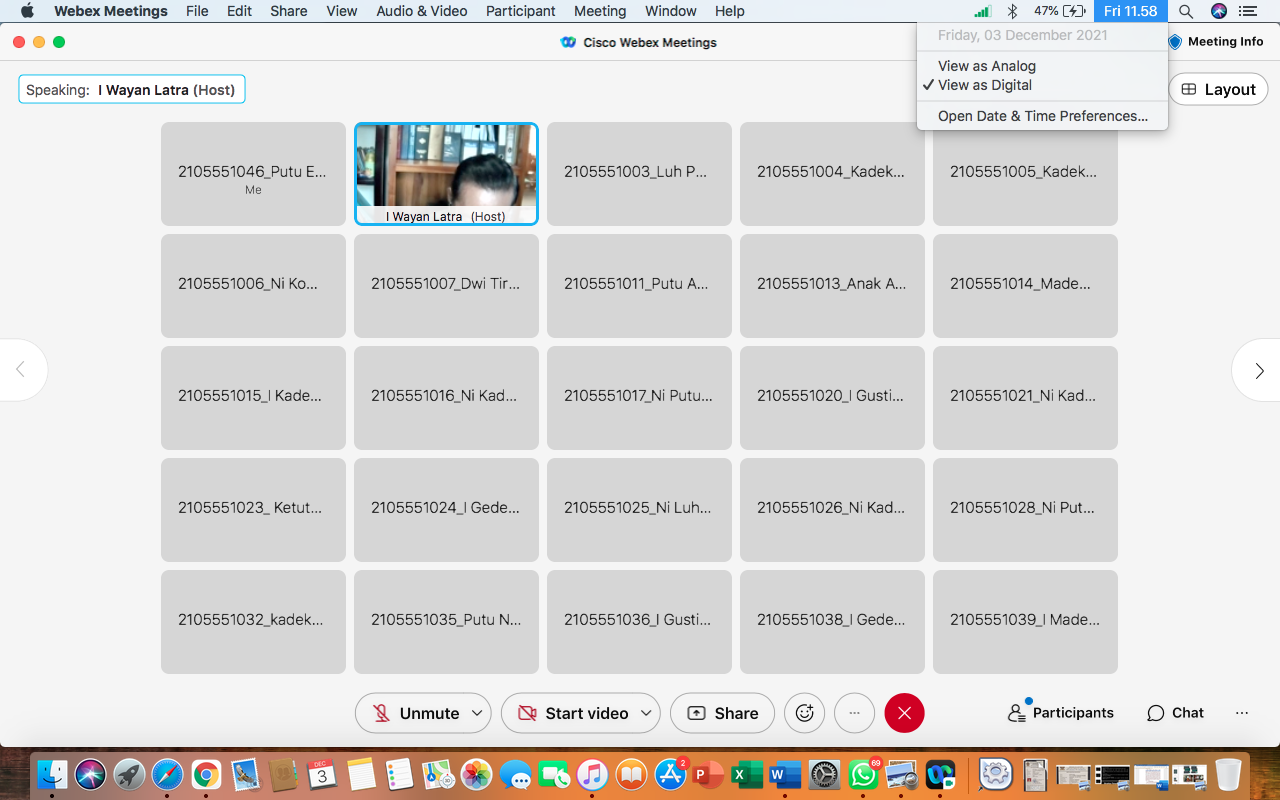 Webex Meetings File Edit Share View Audio & Video Participant Meeting Window Help 47% Fri 11.58
Friday, 03 December 2021
View as Analog
✓ View as Digital
Open Date & Time Preferences...
Cisco Webex Meetings
Meeting Info
Speaking: I Wayan Latra (Host)
Layout
2105551046_Putu E...
Me
I Wayan Latra (Host)
2105551003_Luh P...
2105551004_Kadek...
2105551005_Kadek...
2105551006_Ni Ko...
2105551007_Dwi Tir...
2105551011_Putu A...
2105551013_Anak A...
2105551014_Made...
2105551015_I Kade...
2105551016_Ni Kad...
2105551017_Ni Putu...
2105551020_I Gusti...
2105551021_Ni Kad...
2105551023_ Ketut...
2105551024_I Gede...
2105551025_Ni Luh...
2105551026_Ni Kad...
2105551028_Ni Put...
2105551032_kadek...
2105551035_Putu N...
2105551036_I Gusti...
2105551038_I Gede...
2105551039_I Made...
Unmute
Start video
Share
Participants
Chat
DEC
3
2
69